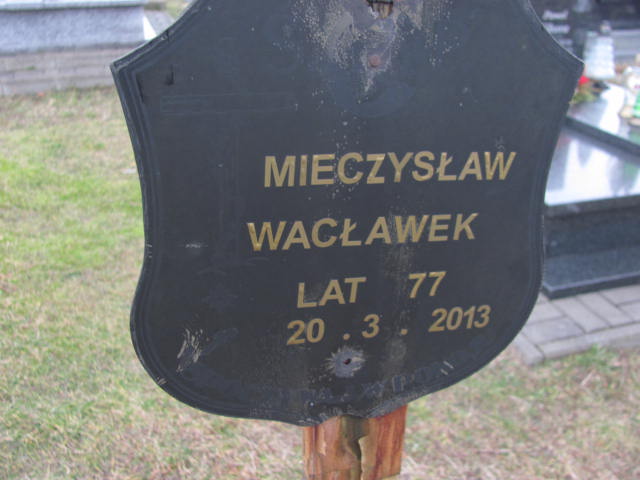 MIECZYSŁAW
WACŁAWEK
LAT 77
20 . 3 . 2013